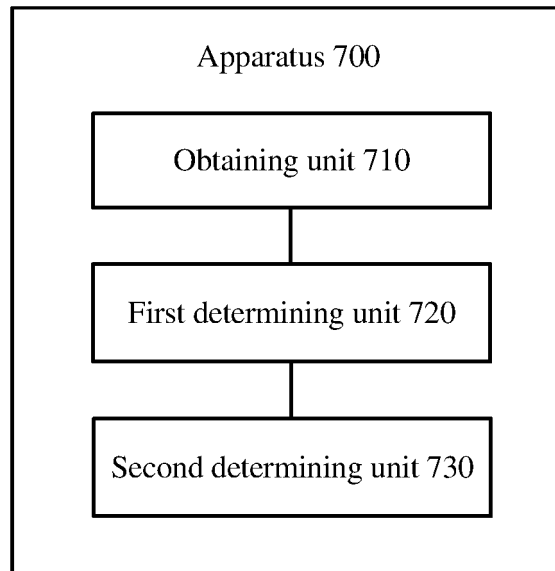 Apparatus 700
Obtaining unit 710
First determining unit 720
Second determining unit 730